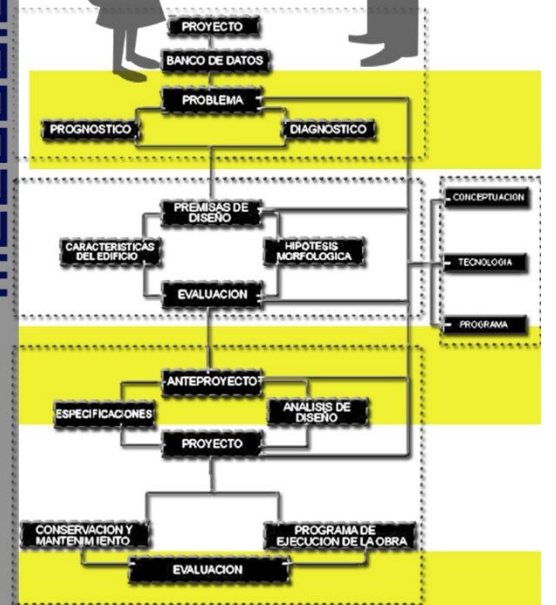 PROYECTO
BANCO DE DATOS
PROBLEMA
PROGNOSTICO
DIAGNOSTICO
PREMISAS DE
DISEÑO
CARACTERISTICAS
DEL EDIFICIO
HIPOTESIS
MORFOLOGICA
EVALUACION
CONCEPTUACION
TECNOLOGIA
PROGRAMA
ANTEPROYECTO
ESPECIFICACIONES
ANALISIS DE
DISEÑO
PROYECTO
CONSERVACION Y
MANTENIMIENTO
PROGRAMA DE
EJECUCION DE LA OBRA
EVALUACION